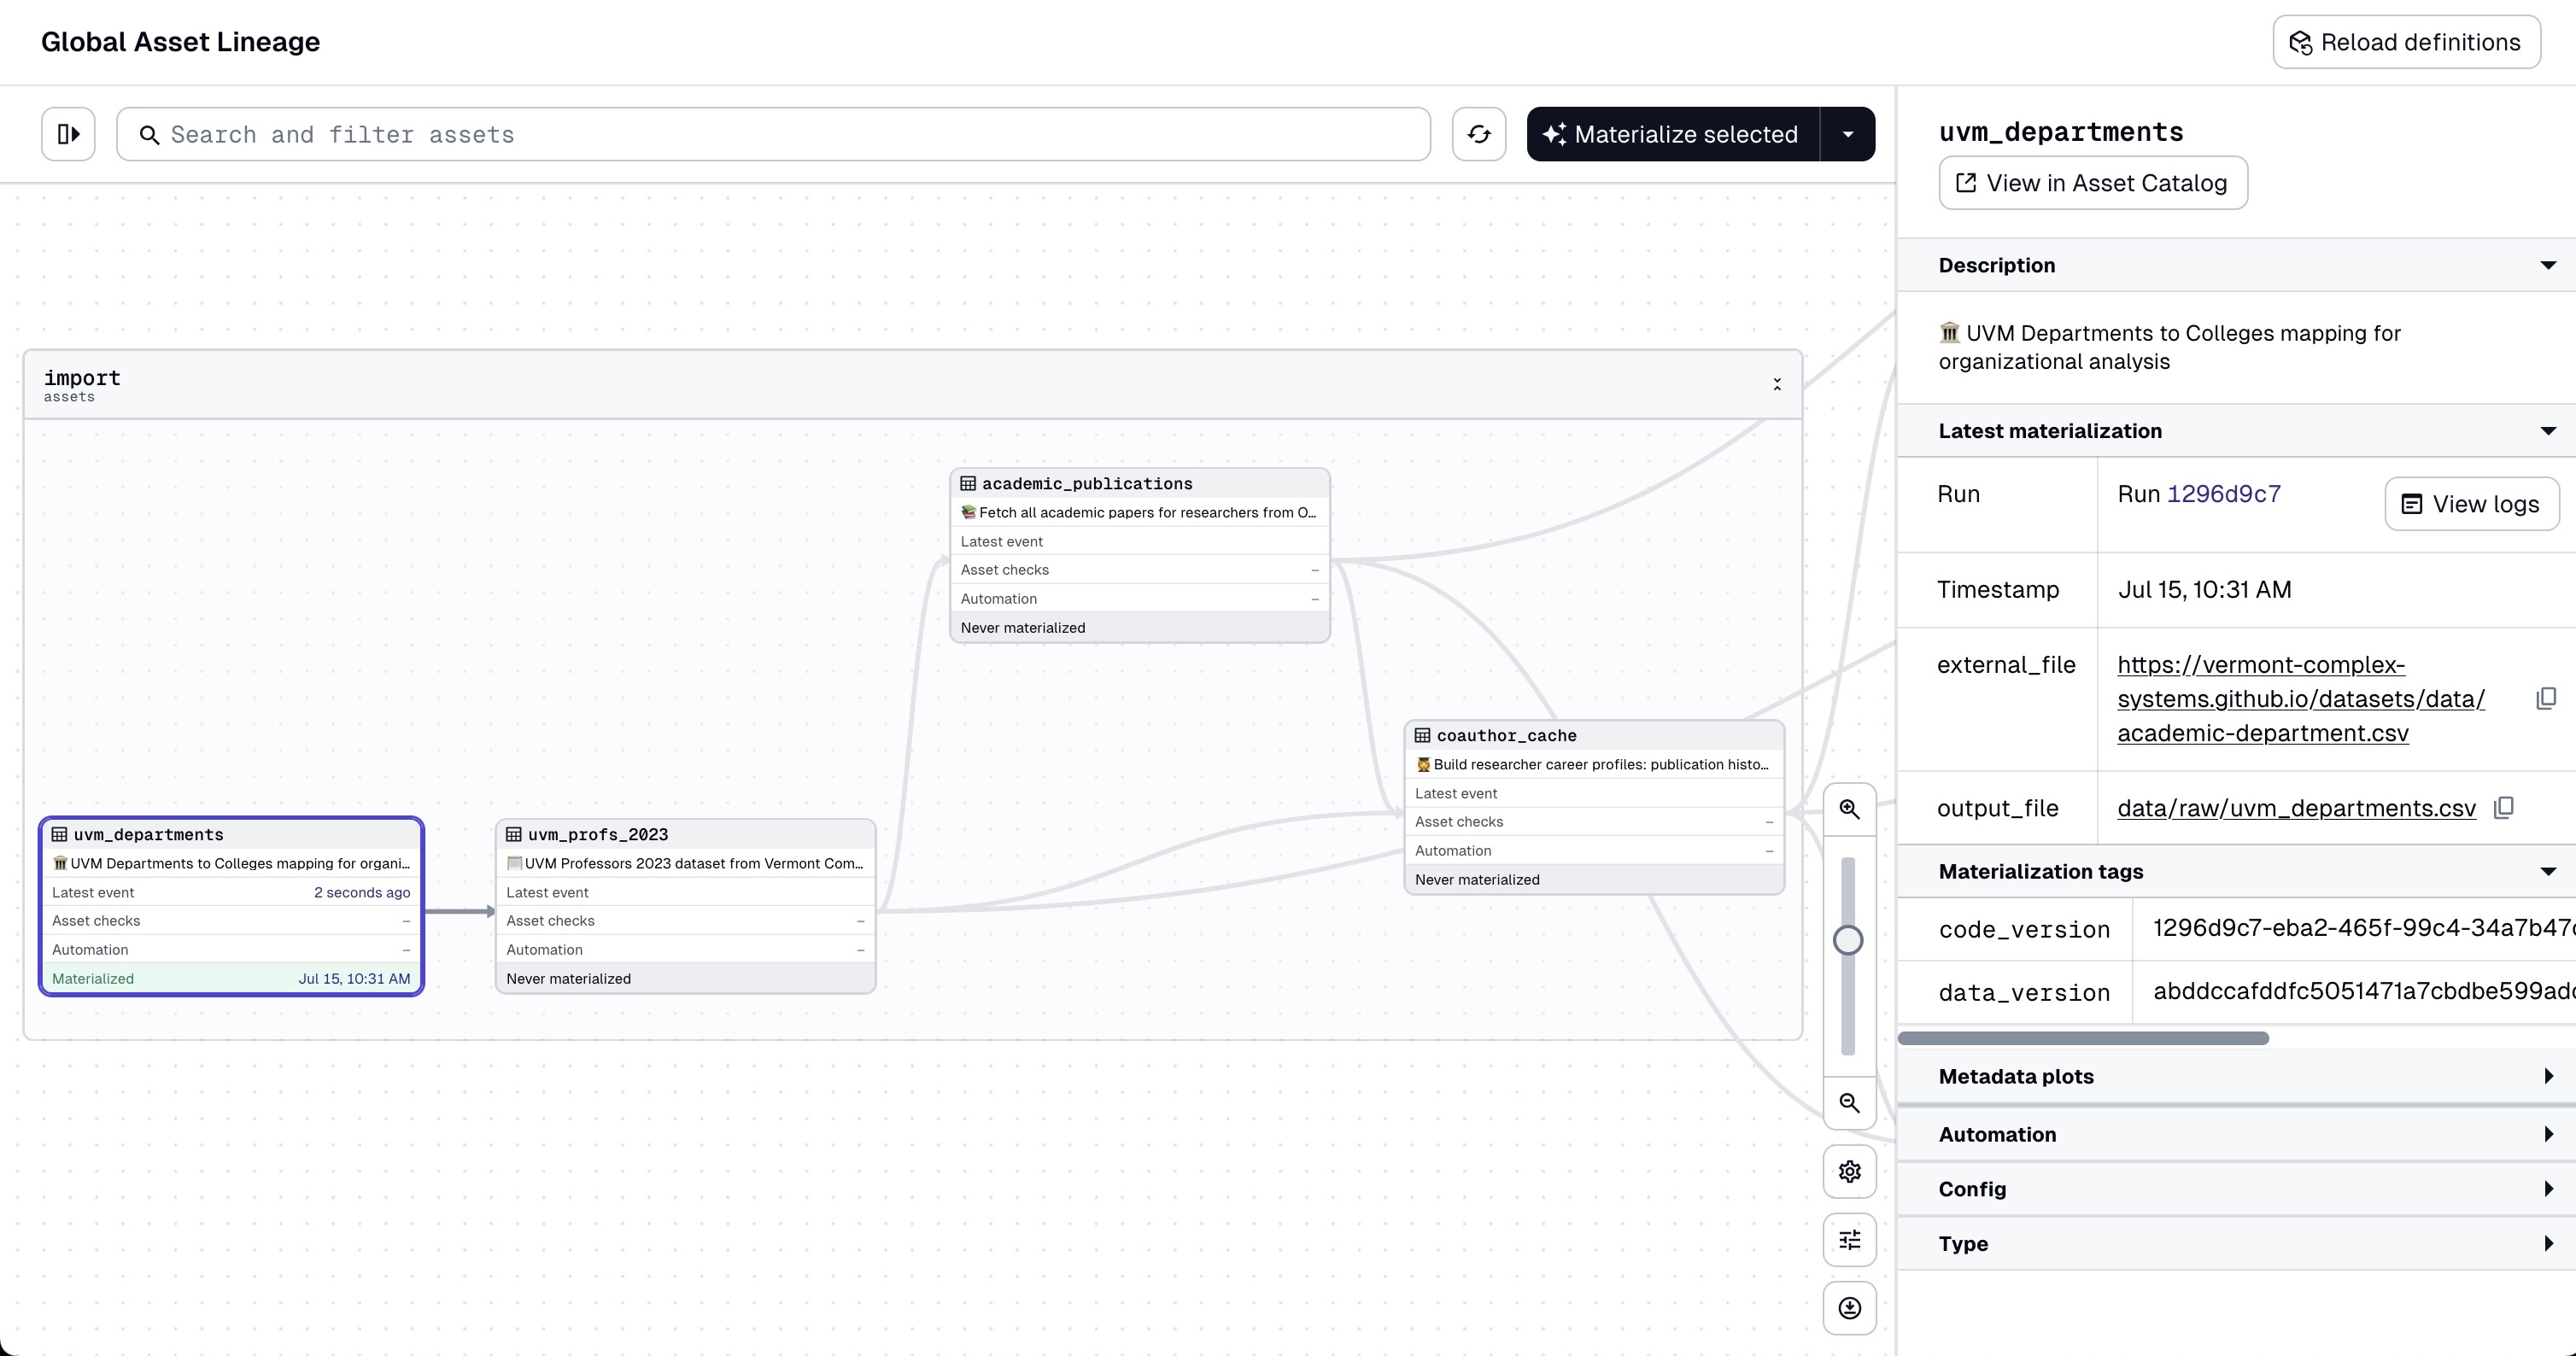 Global Asset Lineage
Reload definitions
Search and filter assets
Materialize selected
import
assets
academic_publications
Fetch all academic papers for researchers from O...
Latest event
Asset checks –
Automation –
Never materialized
coauthor_cache
Build researcher career profiles: publication histo...
Latest event
Asset checks –
Automation –
Never materialized
uvm_departments
UVM Departments to Colleges mapping for organi...
Latest event 2 seconds ago
Asset checks –
Automation –
Materialized Jul 15, 10:31 AM
uvm_profs_2023
UVM Professors 2023 dataset from Vermont Com...
Latest event
Asset checks –
Automation –
Never materialized
uvm_departments
View in Asset Catalog
Description
🏛️ UVM Departments to Colleges mapping for
organizational analysis
Latest materialization
Run Run 1296d9c7 View logs
Timestamp Jul 15, 10:31 AM
external_file https://vermont-complex-
systems.github.io/datasets/data/
academic-department.csv
output_file data/raw/uvm_departments.csv
Materialization tags
code_version 1296d9c7-eba2-465f-99c4-34a7b47
data_version abddccafddfc5051471a7cbdbe599ad
Metadata plots
Automation
Config
Type